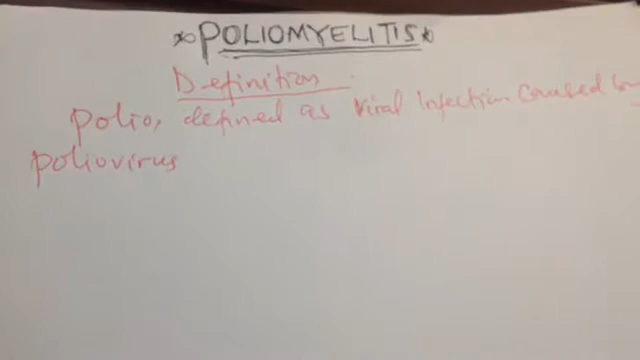 *POLIOMYELITIS*
Definition
Polio, defined as Viral Infection caused by
poliovirus